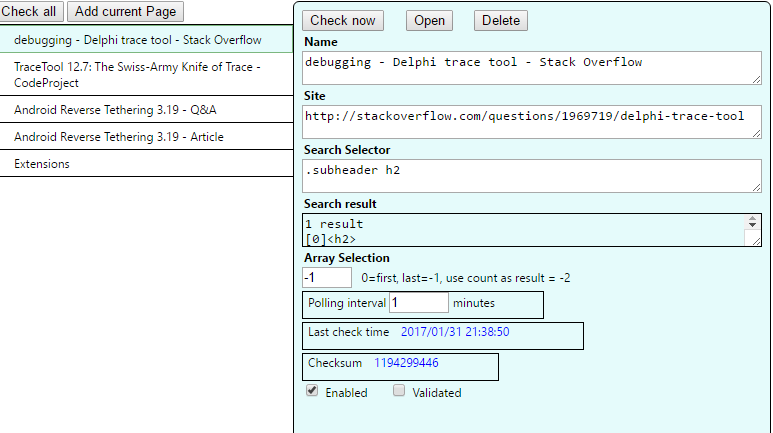 Check all
Add current Page
debugging - Delphi trace tool - Stack Overflow
TraceTool 12.7: The Swiss-Army Knife of Trace -
CodeProject
Android Reverse Tethering 3.19 - Q&A
Android Reverse Tethering 3.19 - Article
Extensions
Check now
Open
Delete
Name
debugging - Delphi trace tool - Stack Overflow
Site
http://stackoverflow.com/questions/1969719/delphi-trace-tool
Search Selector
.subheader h2
Search result
1 result
[0]<h2>
Array Selection
-1 0=first, last=-1, use count as result = -2
Polling interval 1 minutes
Last check time 2017/01/31 21:38:50
Checksum 1194299446
Enabled Validated